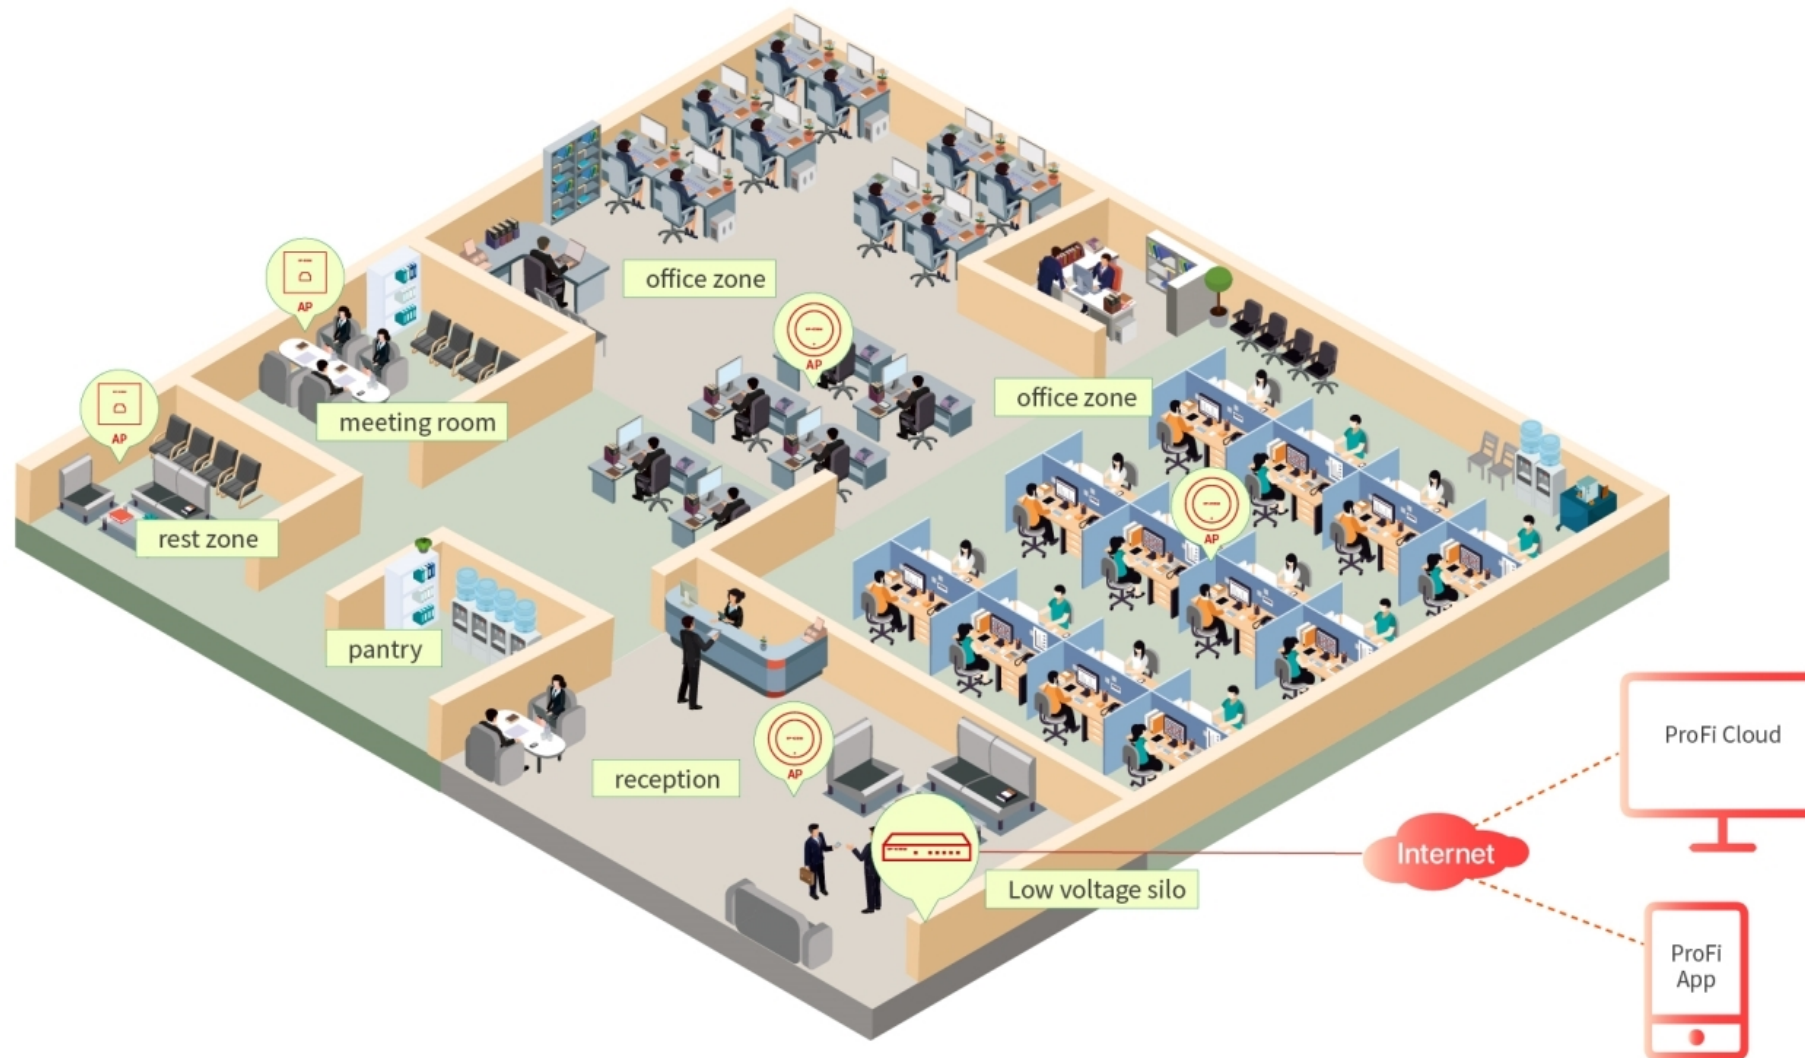 office zone
AP
AP
office zone
AP
meeting room
AP
rest zone
AP
pantry
reception
AP
Low voltage silo
Internet
ProFi Cloud
ProFi
App